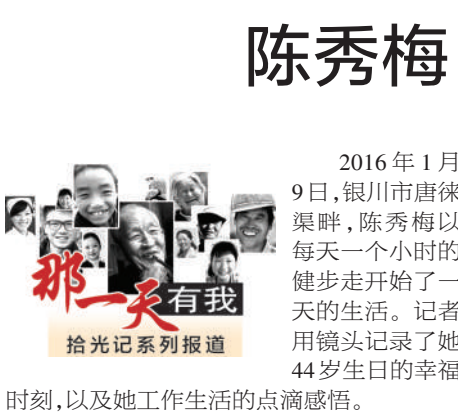 陈秀梅
那一天有我
拾光记系列报道
2016年1月
9日,银川市唐徕
渠畔,陈秀梅以
每天一个小时的
健步走开始了一
天的生活。记者
用镜头记录了她
44岁生日的幸福
时刻,以及她工作生活的点滴感悟。